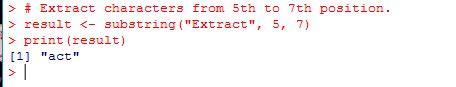 > # Extract characters from 5th to 7th position.
> result <- substring("Extract", 5, 7)
> print(result)
[1] "act"
>